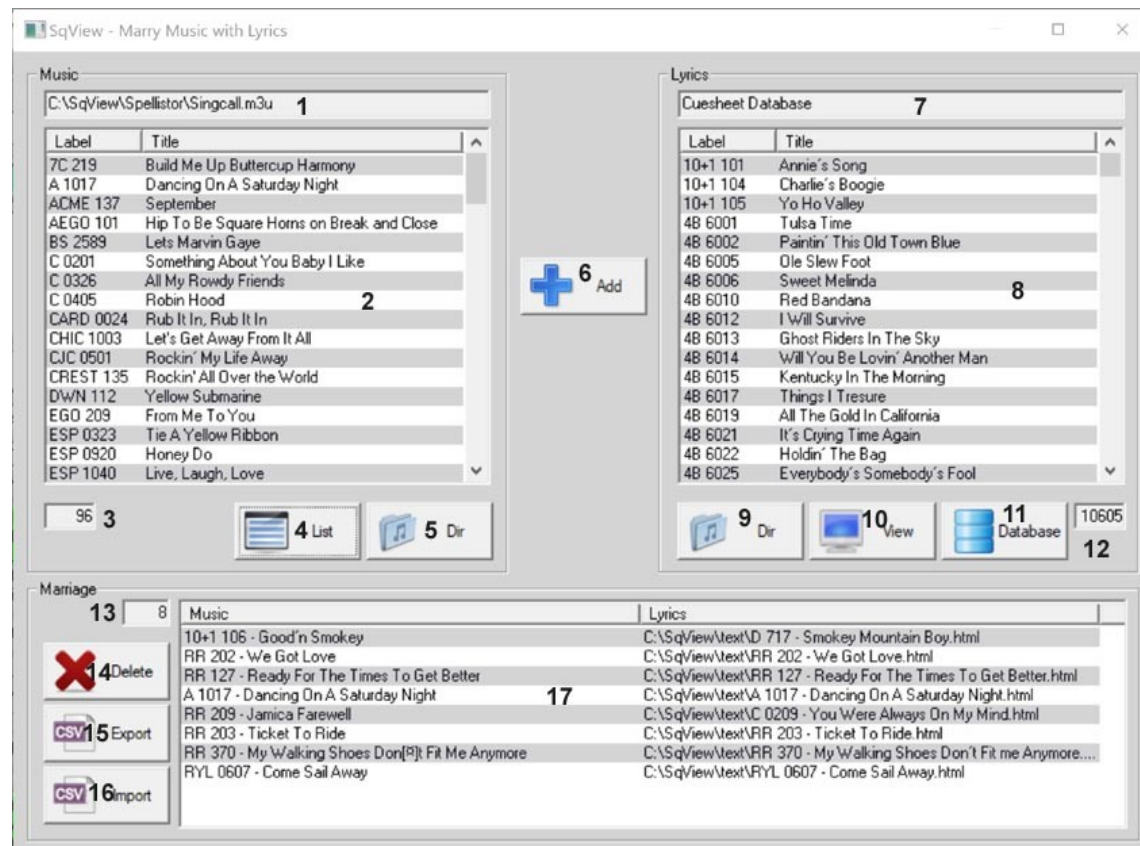 SqView - Marry Music with Lyrics
Music
C:\SqView\Spellistor\Singcall.m3u 1
Label Title
7C 219 Build Me Up Buttercup Harmony
A 1017 Dancing On A Saturday Night
ACME 137 September
AEGO 101 Hip To Be Square Horns on Break and Close
BS 2589 Lets Marvin Gaye
C 0201 Something About You Baby I Like
C 0326 All My Rowdy Friends
C 0405 Robin Hood 2
CARD 0024 Rub It In, Rub It In
CHIC 1003 Let's Get Away From It All
CJC 0501 Rockin´ My Life Away
CREST 135 Rockin' All Over the World
DWN 112 Yellow Submarine
EGO 209 From Me To You
ESP 0323 Tie A Yellow Ribbon
ESP 0920 Honey Do
ESP 1040 Live, Laugh, Love
96 3
4 List
5 Dir
6 Add
Lyrics
Cuesheet Database 7
Label Title
10+1 101 Annie´s Song
10+1 104 Charlie´s Boogie
10+1 105 Yo Ho Valley
4B 6001 Tulsa Time
4B 6002 Paintin´ This Old Town Blue
4B 6005 Ole Slew Foot
4B 6006 Sweet Melinda 8
4B 6010 Red Bandana
4B 6012 I Will Survive
4B 6013 Ghost Riders In The Sky
4B 6014 Will You Be Lovin´ Another Man
4B 6015 Kentucky In The Morning
4B 6017 Things I Tresure
4B 6019 All The Gold In California
4B 6021 It´s Crying Time Again
4B 6022 Holdin´ The Bag
4B 6025 Everybody´s Somebody´s Fool
9 Dir
10 View
11 Database
10605
12
Marriage
13 8
14 Delete
CSV 15 Export
CSV 16 Import
Music Lyrics
10+1 106 - Good´n Smokey C:\SqView\text\D 717 - Smokey Mountain Boy.html
RR 202 - We Got Love C:\SqView\text\RR 202 - We Got Love.html
RR 127 - Ready For The Times To Get Better C:\SqView\text\RR 127 - Ready For The Times To Get Better.html
A 1017 - Dancing On A Saturday Night 17 C:\SqView\text\A 1017 - Dancing On A Saturday Night.html
RR 209 - Jamica Farewell C:\SqView\text\C 0209 - You Were Always On My Mind.html
RR 203 - Ticket To Ride C:\SqView\text\RR 203 - Ticket To Ride.html
RR 370 - My Walking Shoes Don[º]t Fit Me Anymore C:\SqView\text\RR 370 - My Walking Shoes Don´t Fit me Anymore....
RYL 0607 - Come Sail Away C:\SqView\text\RYL 0607 - Come Sail Away.html